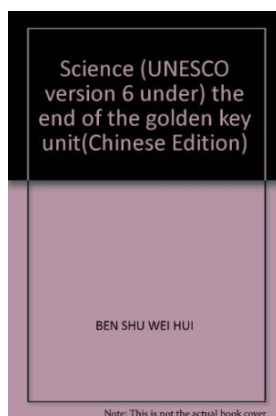 Science (UNESCO
version 6 under) the
end of the golden key
unit(Chinese Edition)
BEN SHU WEI HUI
Note: This is not the actual book cover